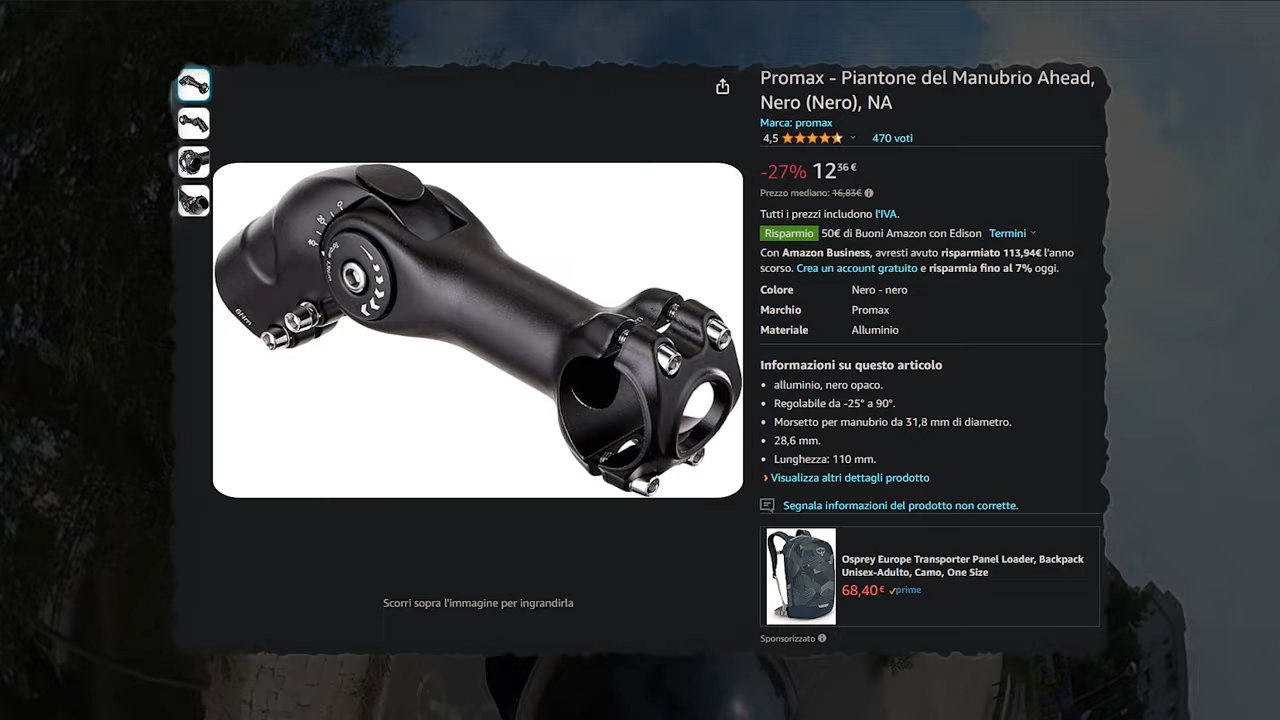 Promax - Piantone del Manubrio Ahead,
Nero (Nero), NA
Marca: promax
4,5 470 voti
-27% 12 36 €
Prezzo mediano: 16,83€
Tutti i prezzi includono l'IVA.
Risparmio 50€ di Buoni Amazon con Edison Termini
Con Amazon Business, avresti avuto risparmiato 113,94€ l'anno
scorso. Crea un account gratuito e risparmia fino al 7% oggi.
Colore Nero - nero
Marchio Promax
Materiale Alluminio
Informazioni su questo articolo
• alluminio, nero opaco.
• Regolabile da -25° a 90°.
• Morsetto per manubrio da 31,8 mm di diametro.
• 28,6 mm.
• Lunghezza: 110 mm.
› Visualizza altri dettagli prodotto
Segnala informazioni del prodotto non corrette.
Osprey Europe Transporter Panel Loader, Backpack
Unisex-Adulto, Camo, One Size
68,40€ prime
Scorri sopra l'immagine per ingrandirla
Sponsorizzato